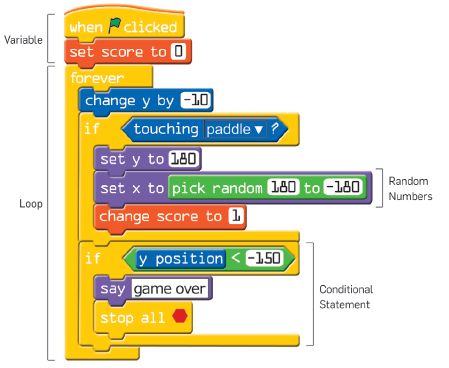 when clicked
Variable
set score to 0
forever
change y by -10
if touching paddle ?
set y to 180
set x to pick random 180 to -180
Random
Numbers
change score to 1
Loop
if y position < -150
say game over
Conditional
Statement
stop all